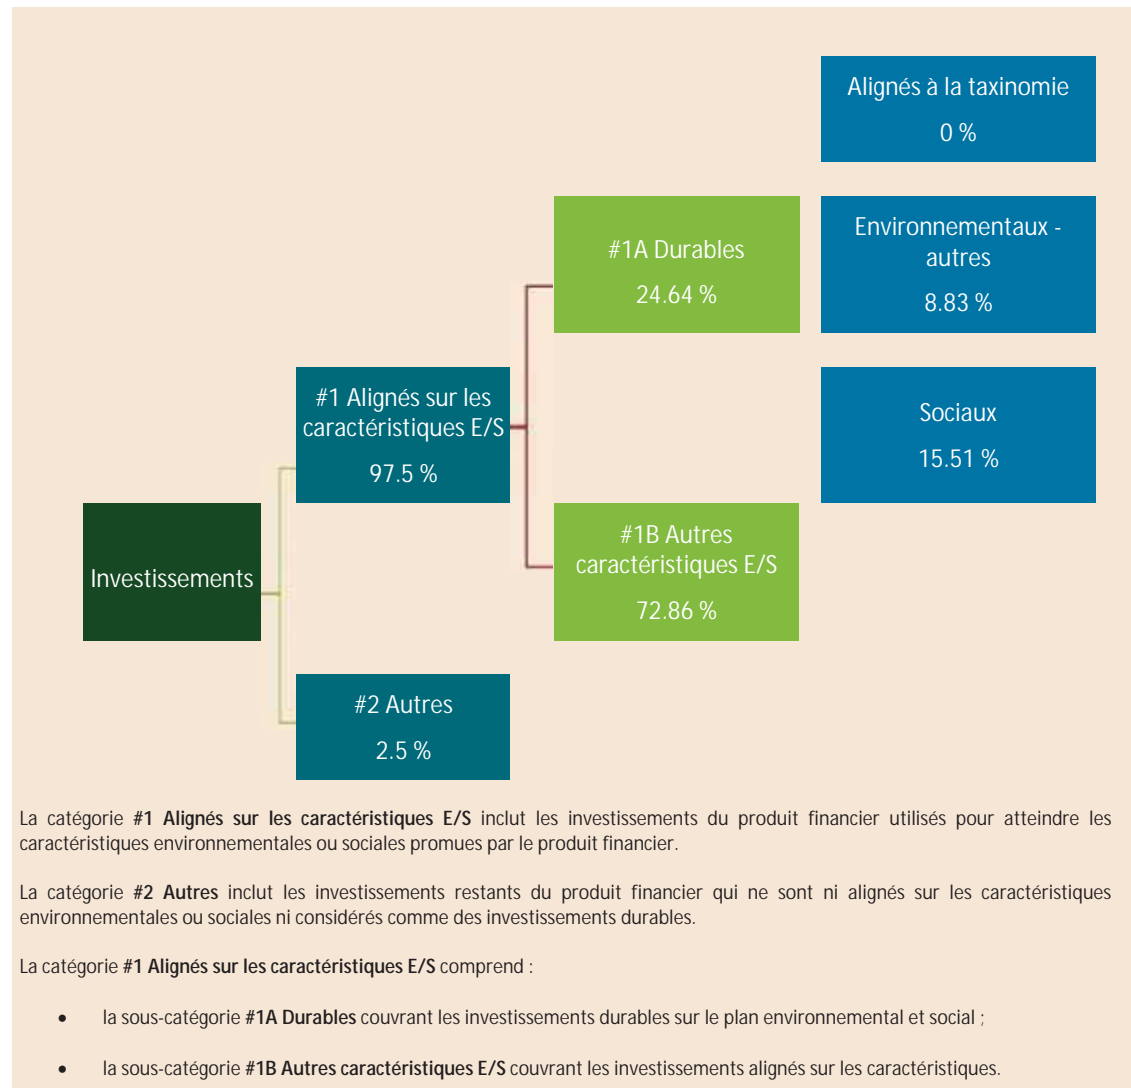 Alignés à la taxinomie
0 %
#1A Durables
24.64 %
Environnementaux -
autres
8.83 %
#1 Alignés sur les
caractéristiques E/S
97.5 %
Sociaux
15.51 %
Investissements
#1B Autres
caractéristiques E/S
72.86 %
#2 Autres
2.5 %
La catégorie #1 Alignés sur les caractéristiques E/S inclut les investissements du produit financier utilisés pour atteindre les
caractéristiques environnementales ou sociales promues par le produit financier.
La catégorie #2 Autres inclut les investissements restants du produit financier qui ne sont ni alignés sur les caractéristiques
environnementales ou sociales ni considérés comme des investissements durables.
La catégorie #1 Alignés sur les caractéristiques E/S comprend :
• la sous-catégorie #1A Durables couvrant les investissements durables sur le plan environnemental et social ;
• la sous-catégorie #1B Autres caractéristiques E/S couvrant les investissements alignés sur les caractéristiques.